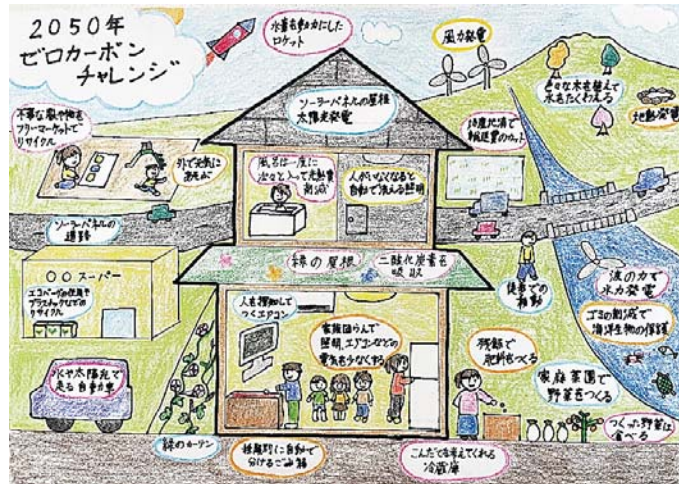 2050年
ゼロカーボン
チャレンジ
水素を動力にした
ロケット
風力発電
色々な木を植えて
水をたくわえる
地熱発電
不要な服や物を
フリーマーケットで
リサイクル
外で元気に
あそぶ
ソーラーパネルの屋根
太陽光発電
地産地消で
輸送費のカット
風呂は一度に
次々と入って光熱費
削減
人がいなくなると
自動で消える照明
ソーラーパネルの
道路
緑の屋根
二酸化炭素を
吸収
徒歩での
移動
波の力で
水力発電
ゴミの削減で
海洋生物の保護
○○スーパー
エコバッグの使用や
プラスチックなどの
リサイクル
人を探知して
つくエアコン
家族団らんで
照明、エアコンなどの
電気を少なくする
残飯で
肥料をつくる
家庭菜園で
野菜をつくる
つくった野菜は
食べる
水や太陽光で
走る自動車
緑のカーテン
種類別に自動で
分けるごみ箱
こんだてを考えてくれる
冷蔵庫